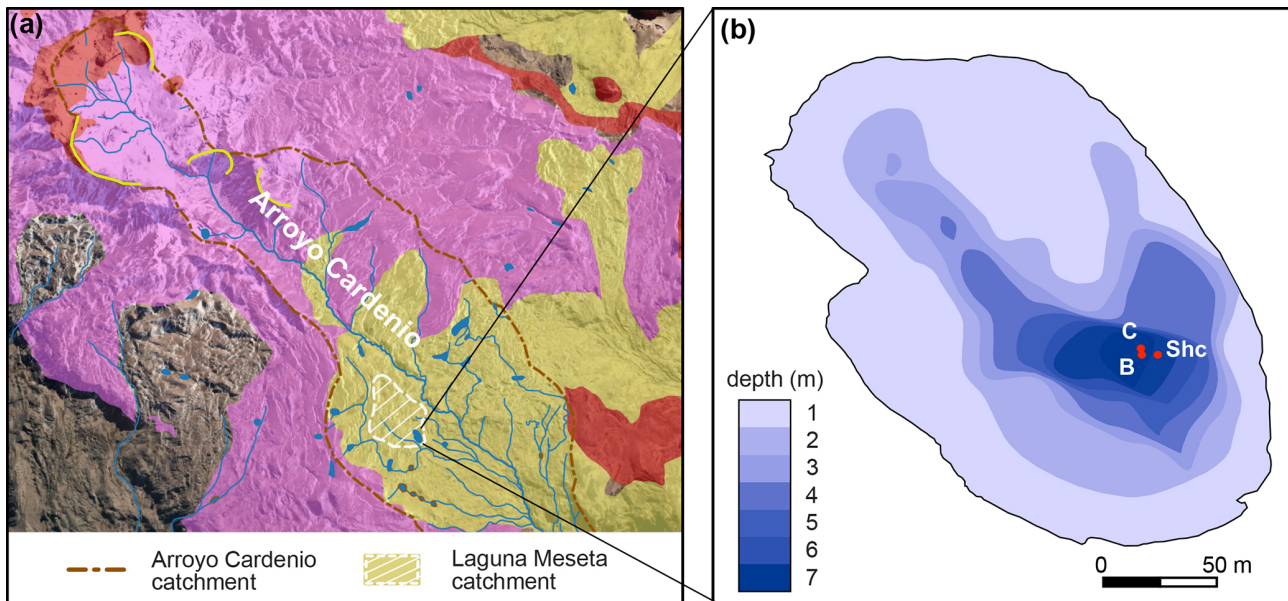 (a)
Arroyo Cardenio
Arroyo Cardenio
catchment
Laguna Meseta
catchment
(b)
C
Shc
B
depth (m)
1
2
3
4
5
6
7
0 50 m